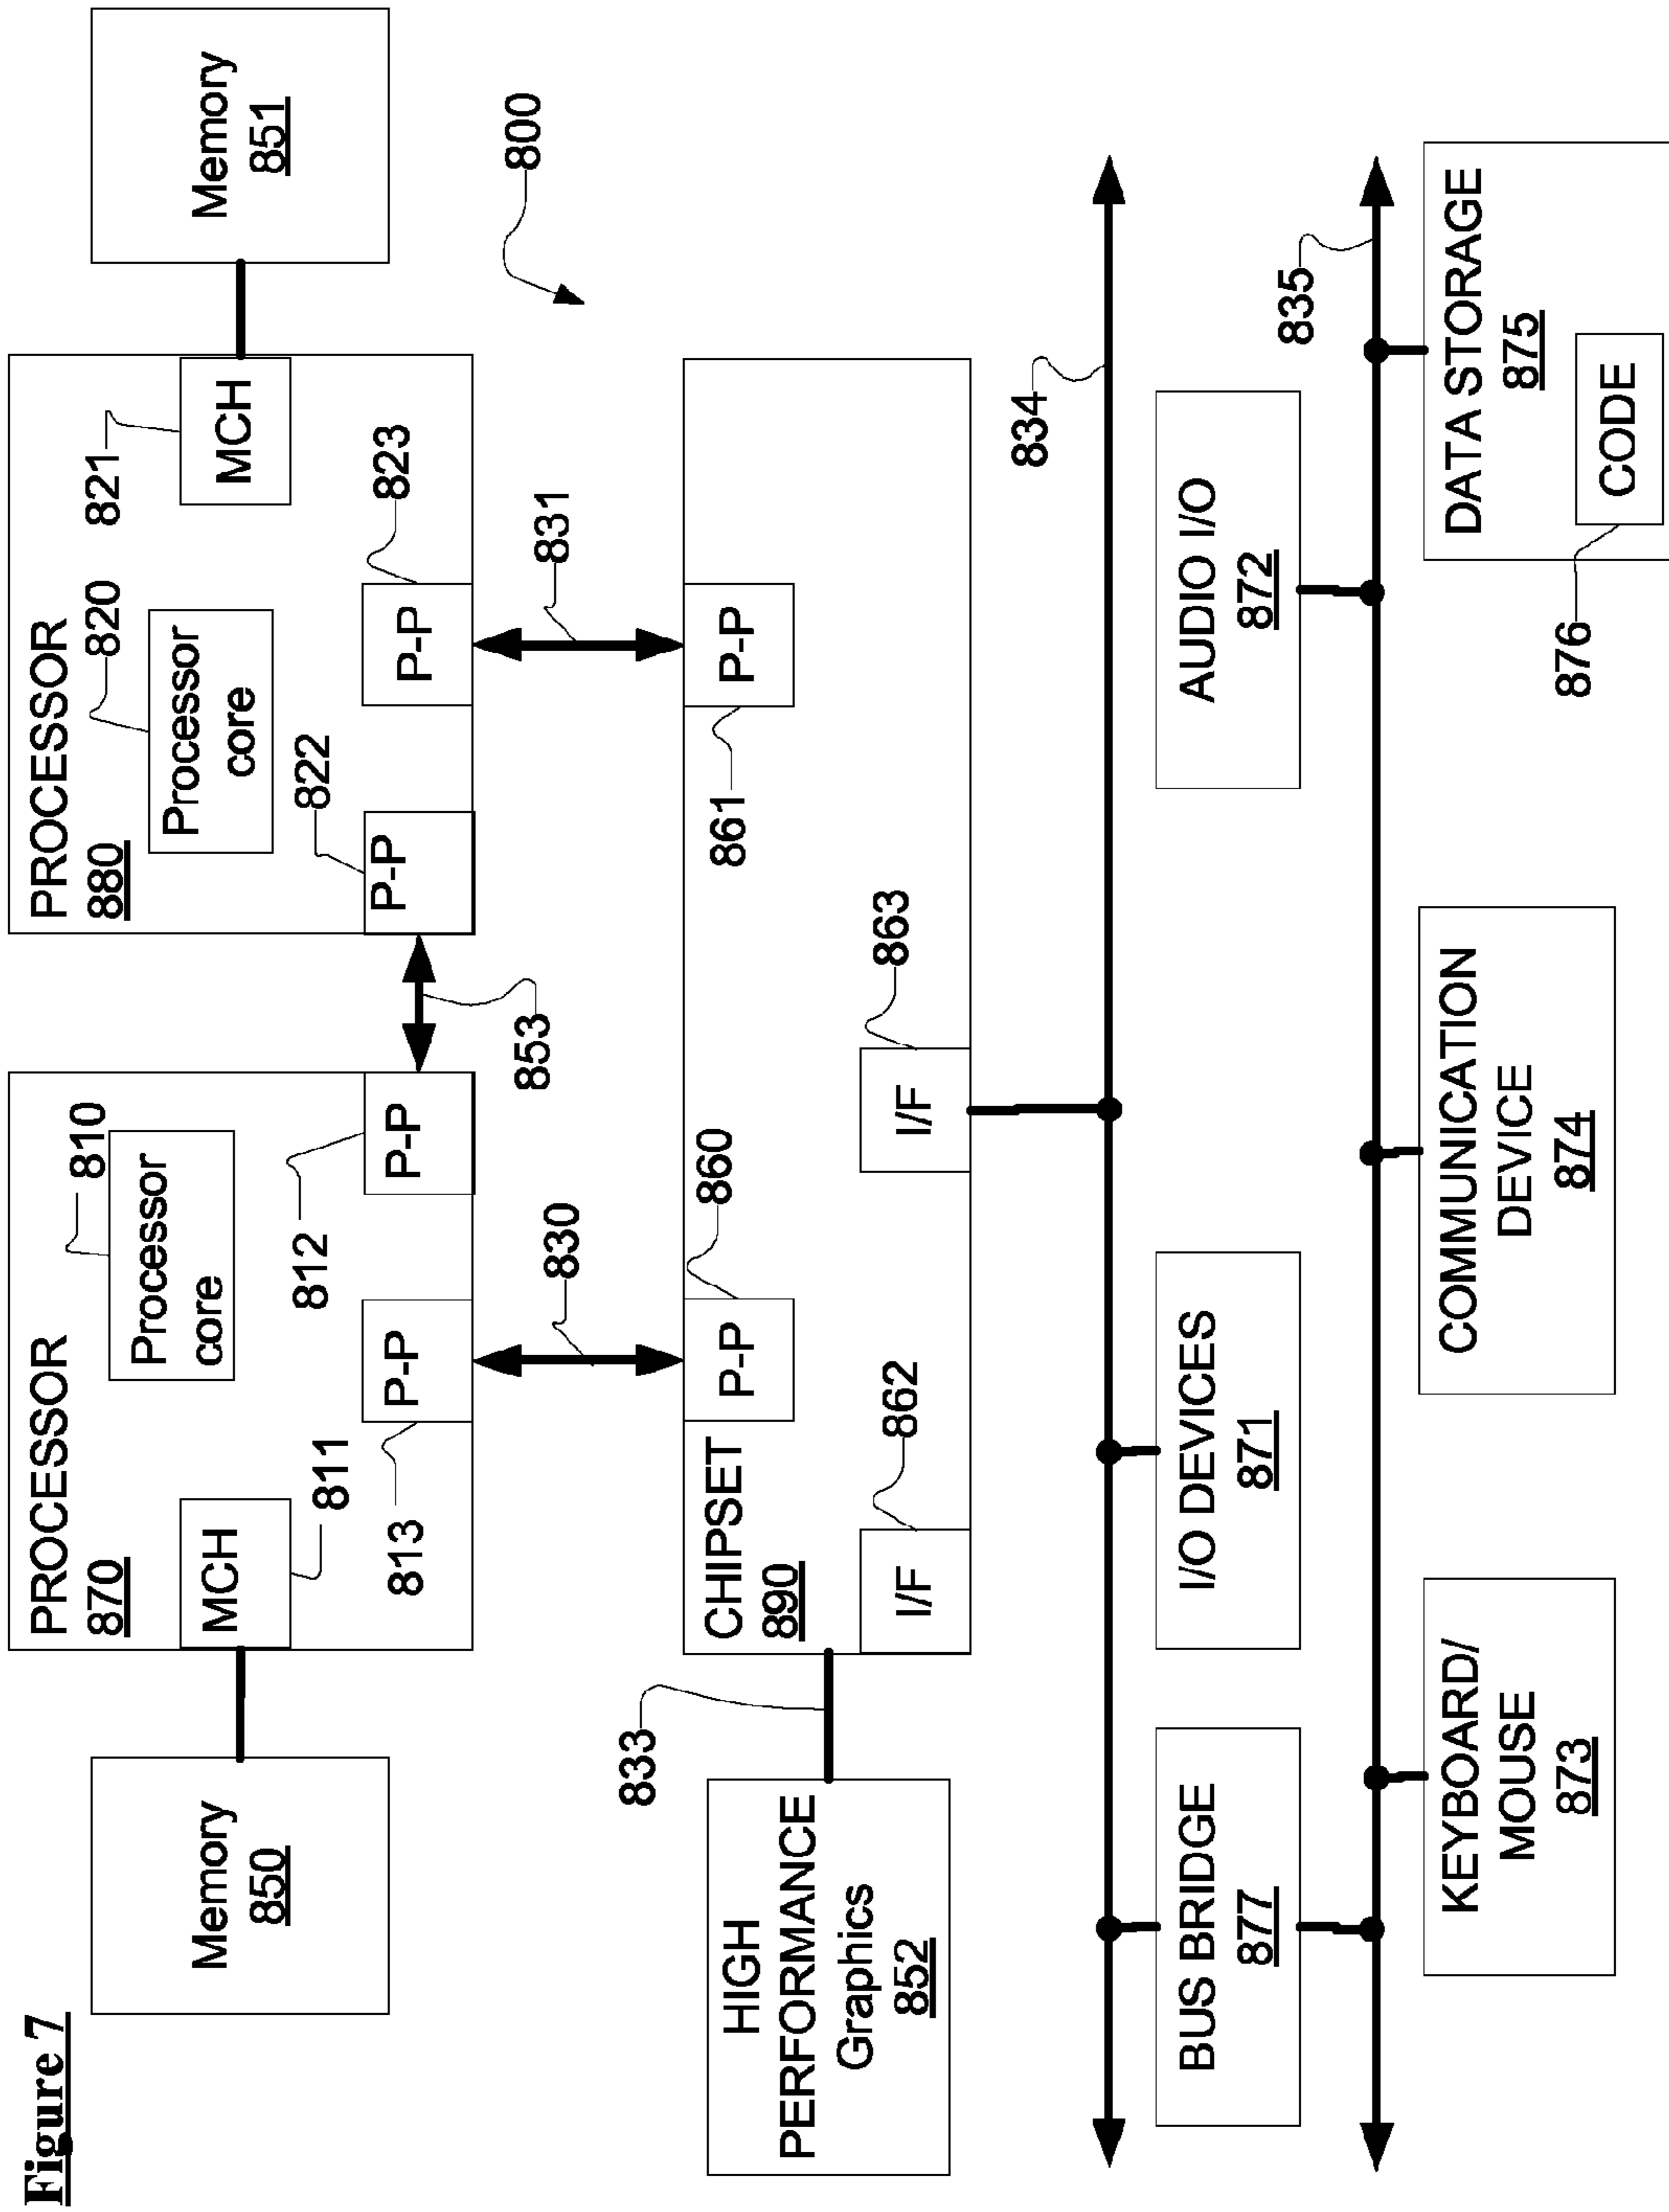 Figure 7
Memory
850
PROCESSOR
870
MCH
811
Processor
core
810
P-P
813
P-P
812
853
PROCESSOR
880
Processor
core
820
MCH
821
P-P
822
P-P
823
Memory
851
830
831
800
HIGH
PERFORMANCE
Graphics
852
833
CHIPSET
890
P-P
860
P-P
861
I/F
862
I/F
863
834
BUS BRIDGE
877
I/O DEVICES
871
AUDIO I/O
872
835
KEYBOARD/
MOUSE
873
COMMUNICATION
DEVICE
874
DATA STORAGE
875
CODE
876